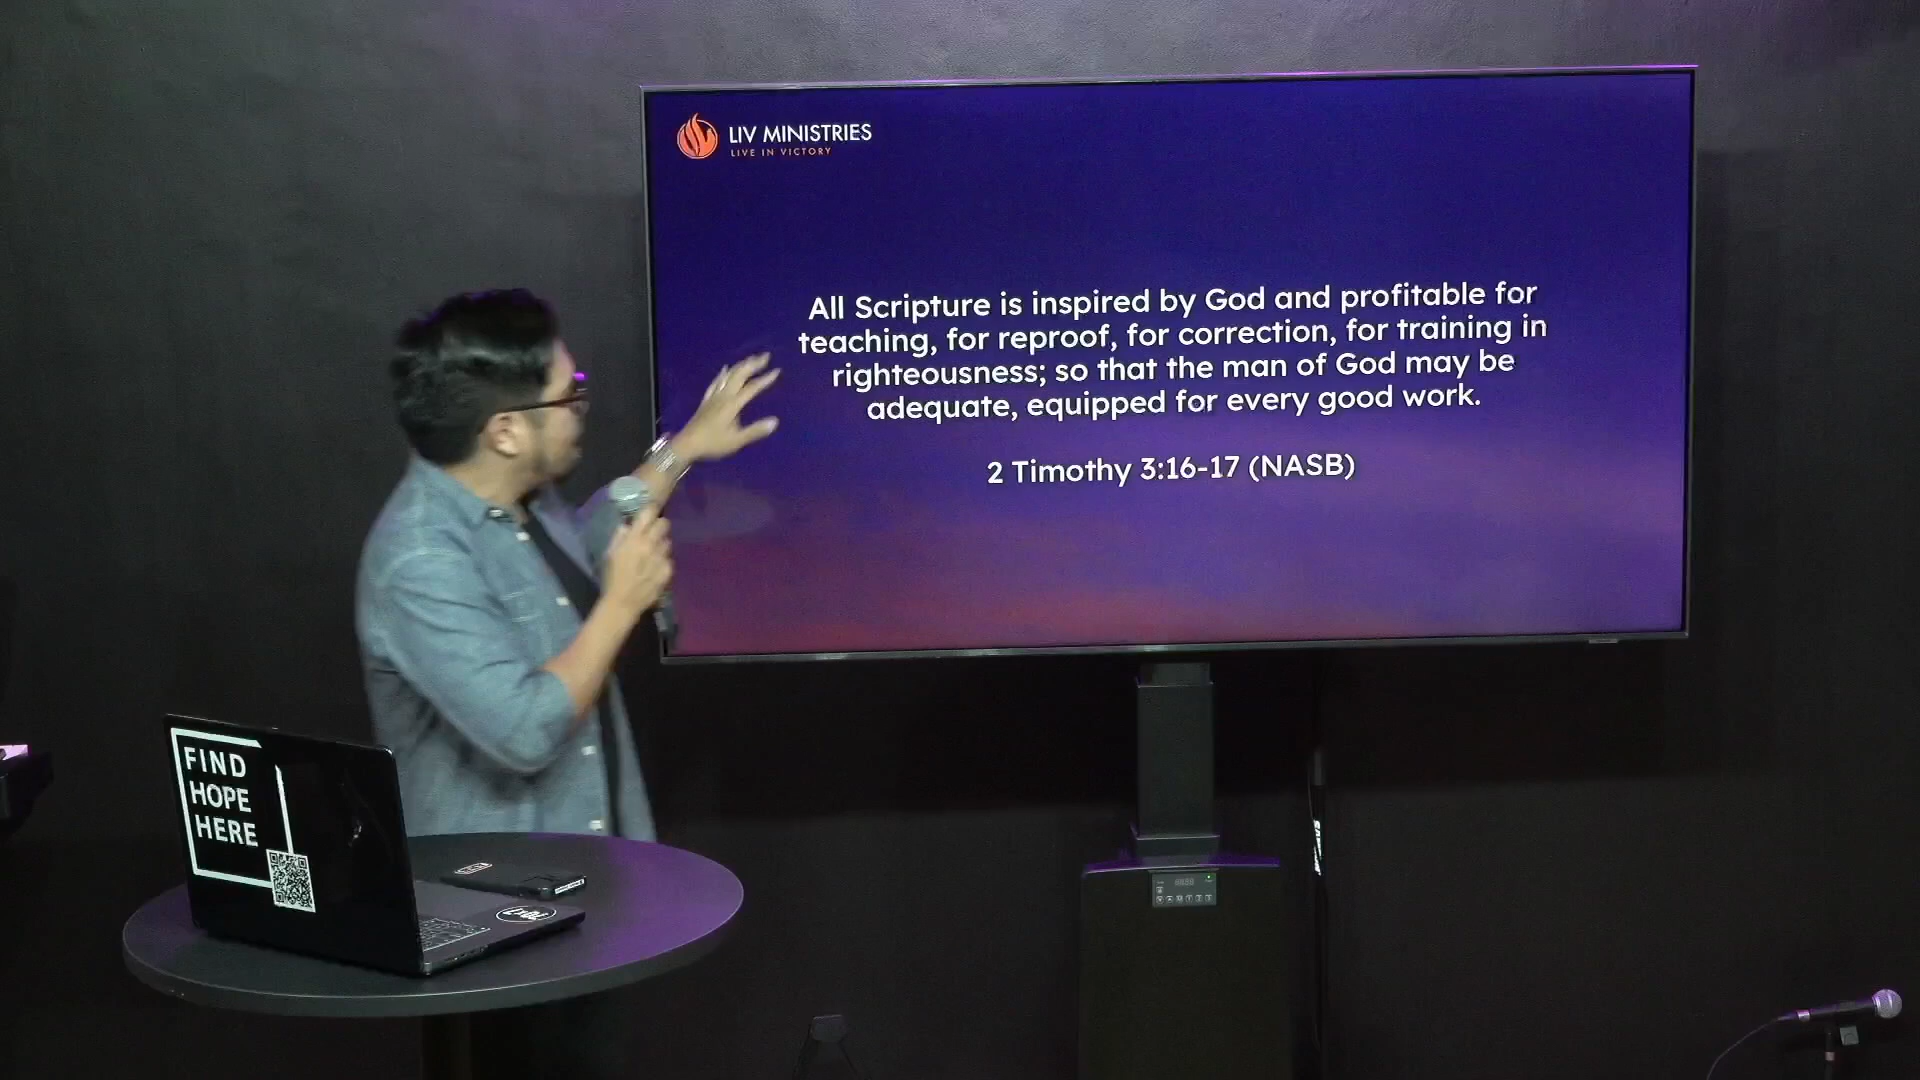 LIV MINISTRIES
LIVE IN VICTORY
All Scripture is inspired by God and profitable for
teaching, for reproof, for correction, for training in
righteousness; so that the man of God may be
adequate, equipped for every good work.
2 Timothy 3:16-17 (NASB)
FIND
HOPE
HERE